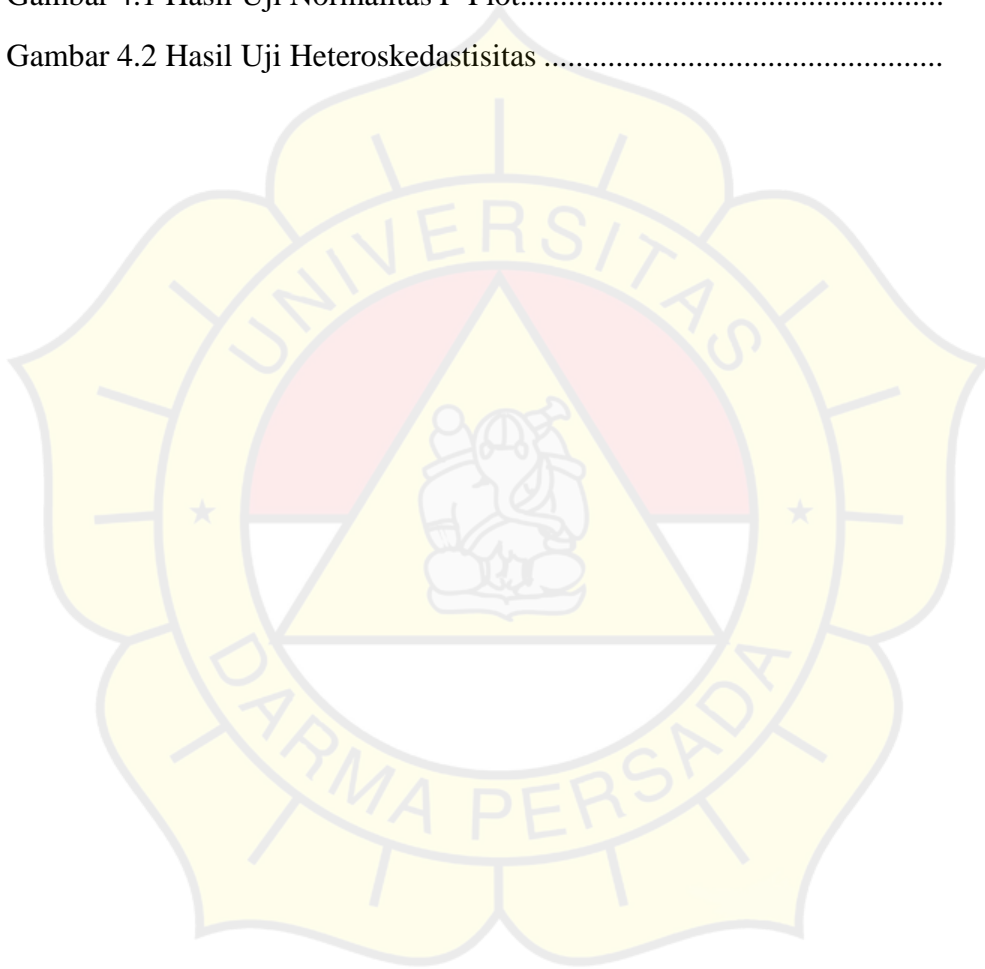 Gambar 4.1 Hasil Uji Normalitas P-Plot....................................................
Gambar 4.2 Hasil Uji Heteroskedastisitas .................................................
UNIVERSITAS
DARMA PERSADA